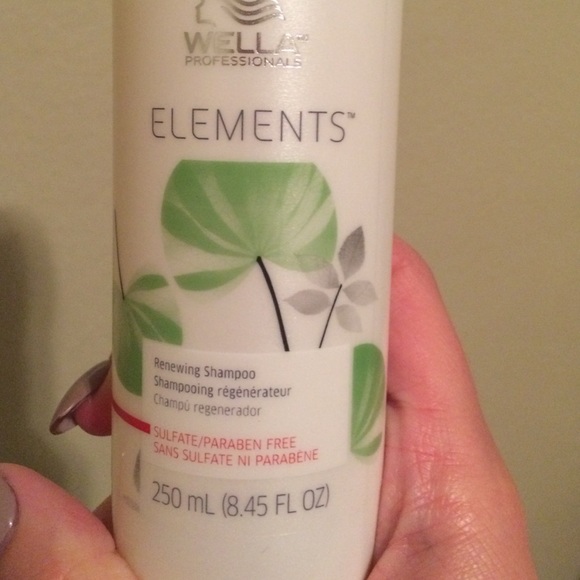 WELLA
PROFESSIONALS
ELEMENTS™
Renewing Shampoo
Shampooing régénérateur
Champú regenerador
SULFATE/PARABEN FREE
SANS SULFATE NI PARABENE
250 mL (8.45 FL OZ)